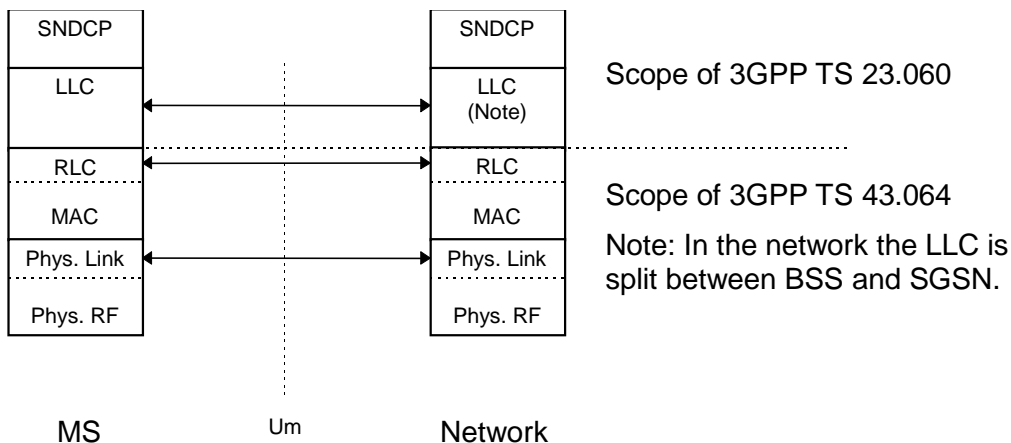 SNDCP
LLC
RLC
MAC
Phys. Link
Phys. RF
MS
Um
SNDCP
LLC
(Note)
RLC
MAC
Phys. Link
Phys. RF
Network
Scope of 3GPP TS 23.060
Scope of 3GPP TS 43.064
Note: In the network the LLC is
split between BSS and SGSN.